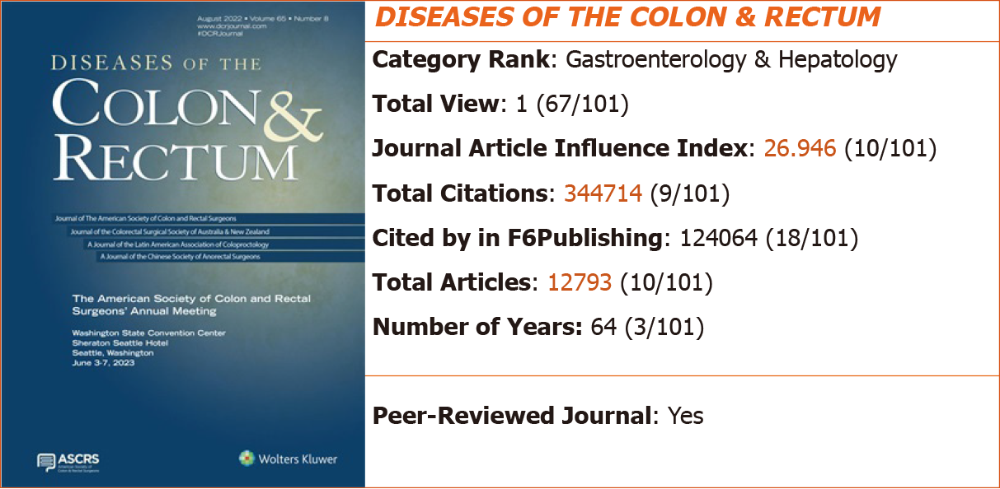 August 2022 • Volume 65 • Number 8
www.dcrjournal.com
#DCRJournal
DISEASES OF THE
COLON &
RECTUM
Journal of The American Society of Colon and Rectal Surgeons
Journal of the Colorectal Surgical Society of Australia & New Zealand
A Journal of the Latin American Association of Coloproctology
A Journal of the Chinese Society of Anorectal Surgeons
The American Society of Colon and Rectal
Surgeons' Annual Meeting
Washington State Convention Center
Sheraton Seattle Hotel
Seattle, Washington
June 3-7, 2023
ASCRS
American Society of
Colon & Rectal Surgeons
Wolters Kluwer
DISEASES OF THE COLON & RECTUM
Category Rank: Gastroenterology & Hepatology
Total View: 1 (67/101)
Journal Article Influence Index: 26.946 (10/101)
Total Citations: 344714 (9/101)
Cited by in F6Publishing: 124064 (18/101)
Total Articles: 12793 (10/101)
Number of Years: 64 (3/101)
Peer-Reviewed Journal: Yes